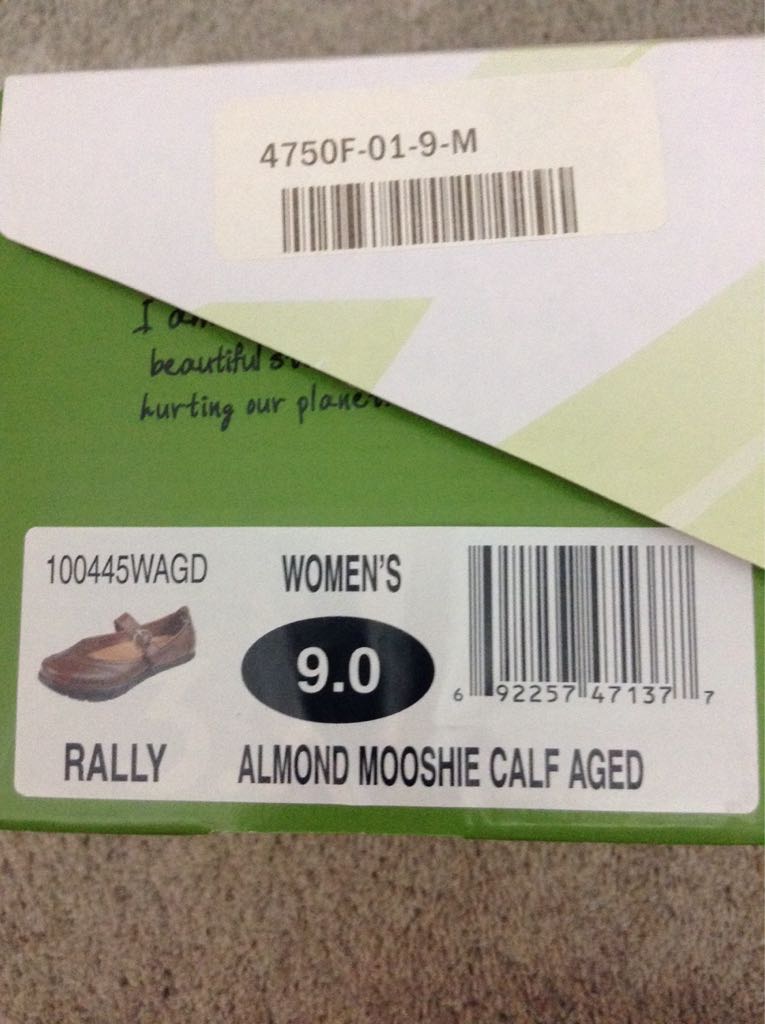 4750F-01-9-M
I
beautiful
hurting our
100445WAGD
WOMEN'S
9.0
6 92257 47137 7
RALLY
ALMOND MOOSHIE CALF AGED